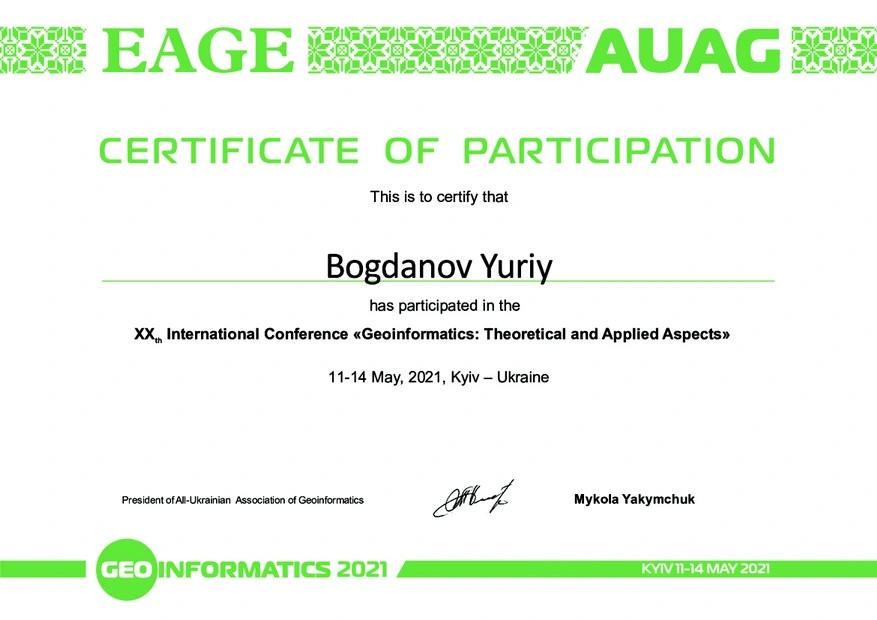 EAGE AUAG
CERTIFICATE OF PARTICIPATION
This is to certify that
Bogdanov Yuriy
has participated in the
XXth International Conference «Geoinformatics: Theoretical and Applied Aspects»
11-14 May, 2021, Kyiv – Ukraine
President of All-Ukrainian Association of Geoinformatics Mykola Yakymchuk
GEOINFORMATICS 2021 KYIV 11-14 MAY 2021